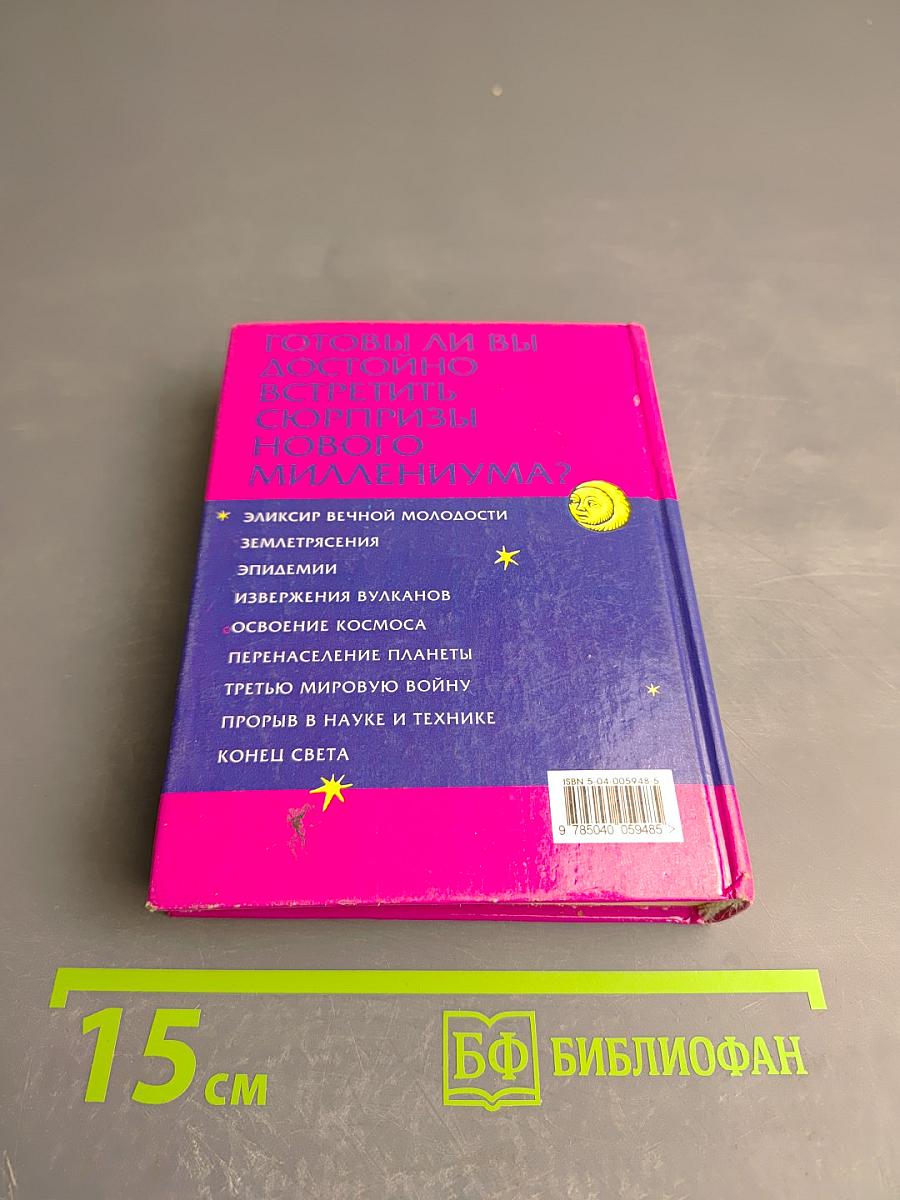 ГОТОВЫ ЛИ ВЫ
ДОСТОЙНО
ВСТРЕТИТЬ
СЮРПРИЗЫ
НОВОГО
МИЛЛЕНИУМА?
ЭЛИКСИР ВЕЧНОЙ МОЛОДОСТИ
ЗЕМЛЕТРЯСЕНИЯ
ЭПИДЕМИИ
ИЗВЕРЖЕНИЯ ВУЛКАНОВ
ОСВОЕНИЕ КОСМОСА
ПЕРЕНАСЕЛЕНИЕ ПЛАНЕТЫ
ТРЕТЬЮ МИРОВУЮ ВОЙНУ
ПРОРЫВ В НАУКЕ И ТЕХНИКЕ
КОНЕЦ СВЕТА
ISBN 5-04-005948-5
9 785040 059485 >
15 см
БФ БИБЛИОФАН